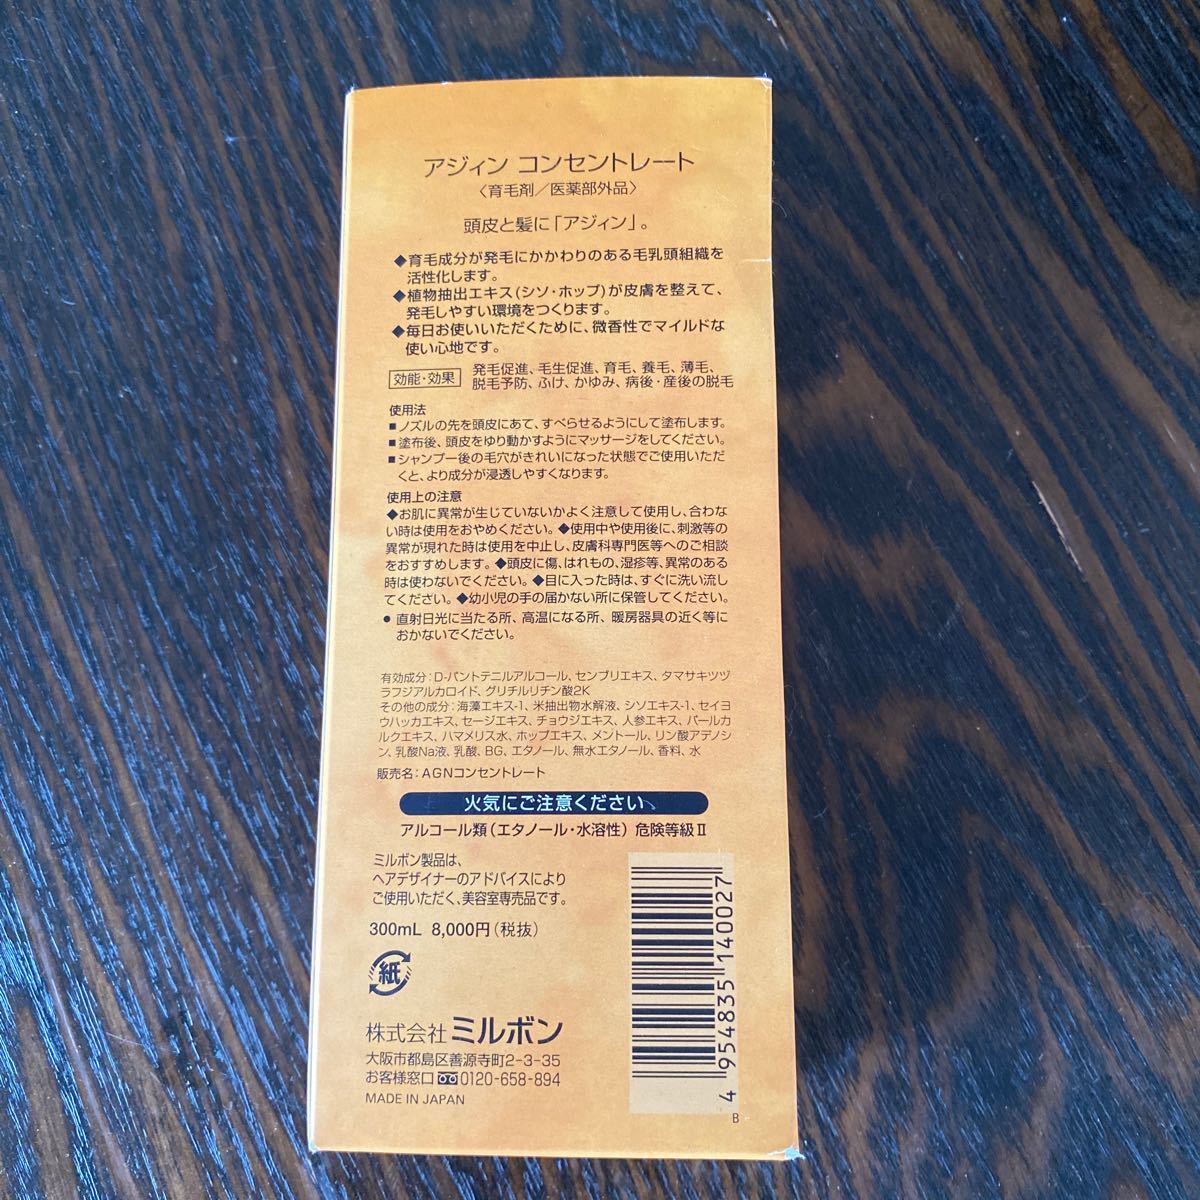 アジィン コンセントレート
〈育毛剤／医薬部外品〉
頭皮と髪に「アジィン」。
◆育毛成分が発毛にかかわりのある毛乳頭組織を
活性化します。
◆植物抽出エキス(シソ・ホップ)が皮膚を整えて、
発毛しやすい環境をつくります。
◆毎日お使いいただくために、微香性でマイルドな
使い心地です。
効能・効果 発毛促進、毛生促進、育毛、養毛、薄毛、
脱毛予防、ふけ、かゆみ、病後・産後の脱毛
使用法
■ノズルの先を頭皮にあて、すべらせるようにして塗布します。
■塗布後、頭皮をゆり動かすようにマッサージをしてください。
■シャンプー後の毛穴がきれいになった状態でご使用いただ
くと、より成分が浸透しやすくなります。
使用上の注意
◆お肌に異常が生じていないかよく注意して使用し、合わな
い時は使用をおやめください。◆使用中や使用後に、刺激等の
異常が現れた時は使用を中止し、皮膚科専門医等へのご相談
をおすすめします。◆頭皮に傷、はれもの、湿疹等、異常のある
時は使わないでください。◆目に入った時は、すぐに洗い流し
てください。◆幼小児の手の届かない所に保管してください。
● 直射日光に当たる所、高温になる所、暖房器具の近く等に
おかないでください。
有効成分：D-パントテニルアルコール、センブリエキス、タマサキツヅ
ラフジアルカロイド、グリチルリチン酸2K
その他の成分：海藻エキス-1、米抽出物水解液、シソエキス-1、セイヨ
ウハッカエキス、セージエキス、チョウジエキス、人参エキス、バールカ
ルクエキス、ハマメリス水、ホップエキス、メントール、リン酸アデノシ
ン、乳酸Na液、乳酸、BG、エタノール、無水エタノール、香料、水
販売名：AGNコンセントレート
火気にご注意ください
アルコール類(エタノール・水溶性) 危険等級Ⅱ
ミルボン製品は、
ヘアデザイナーのアドバイスにより
ご使用いただく、美容室専売品です。
300mL 8,000円(税抜)
紙
株式会社 ミルボン
大阪市都島区善源寺町2-3-35
お客様窓口 0120-658-894
MADE IN JAPAN
4 954835 140027
B